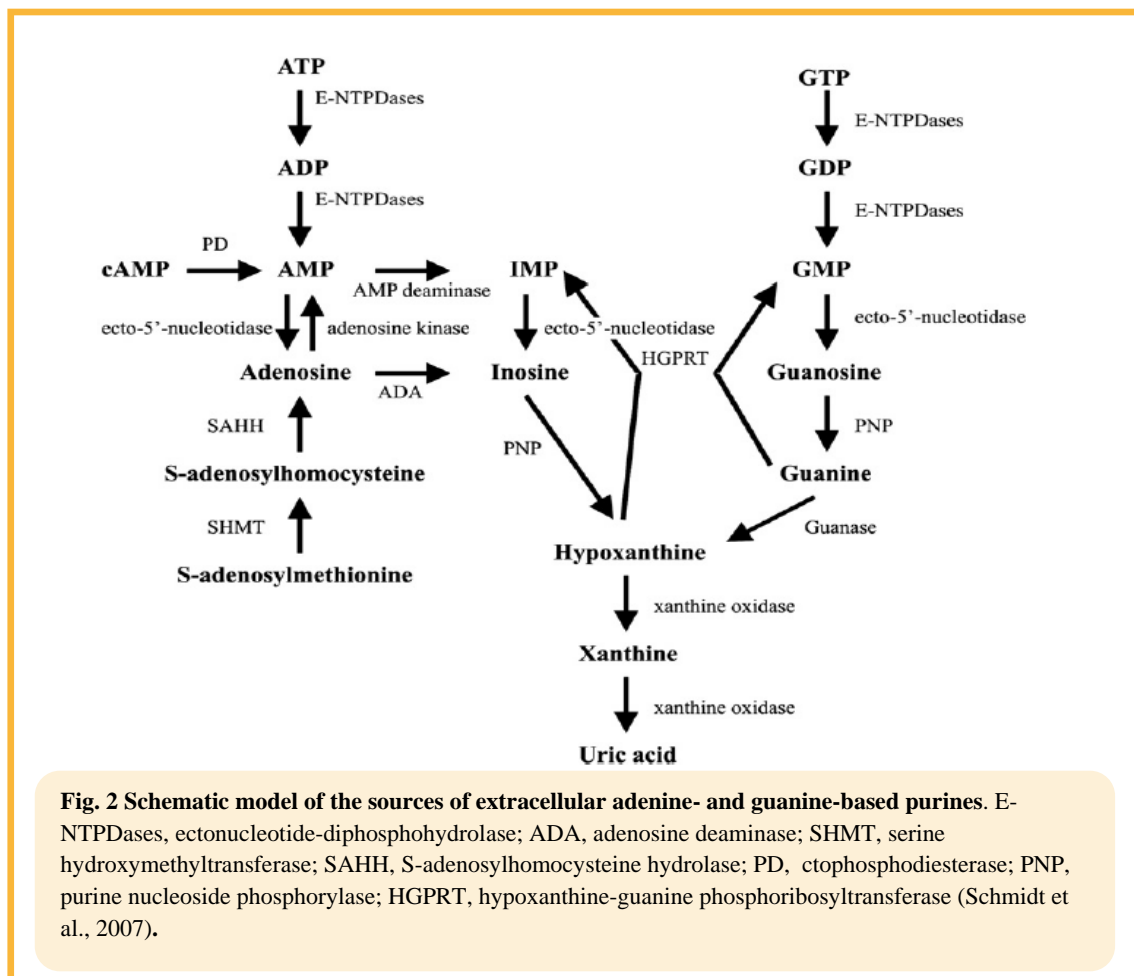 ATP
GTP
E-NTPDases
E-NTPDases
ADP
GDP
E-NTPDases
E-NTPDases
PD
cAMP AMP IMP GMP
AMP deaminase
ecto-5’-nucleotidase adenosine kinase ecto-5’-nucleotidase ecto-5’-nucleotidase
HGPRT
Adenosine Inosine Guanosine
ADA
SAHH PNP PNP
S-adenosylhomocysteine Guanine
SHMT Guanase
Hypoxanthine
S-adenosylmethionine
xanthine oxidase
Xanthine
xanthine oxidase
Uric acid
Fig. 2 Schematic model of the sources of extracellular adenine- and guanine-based purines. E-
NTPDases, ectonucleotide-diphosphohydrolase; ADA, adenosine deaminase; SHMT, serine
hydroxymethyltransferase; SAHH, S-adenosylhomocysteine hydrolase; PD, ctophosphodiesterase; PNP,
purine nucleoside phosphorylase; HGPRT, hypoxanthine-guanine phosphoribosyltransferase (Schmidt et
al., 2007).